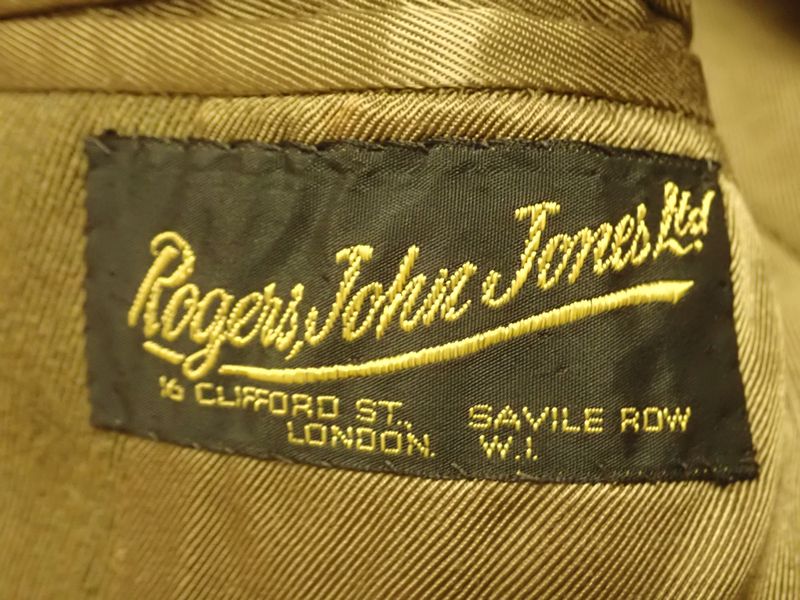 Rogers, John Jones Ltd
CLIFFORD ST., SAVILE ROW
LONDON. W.1.